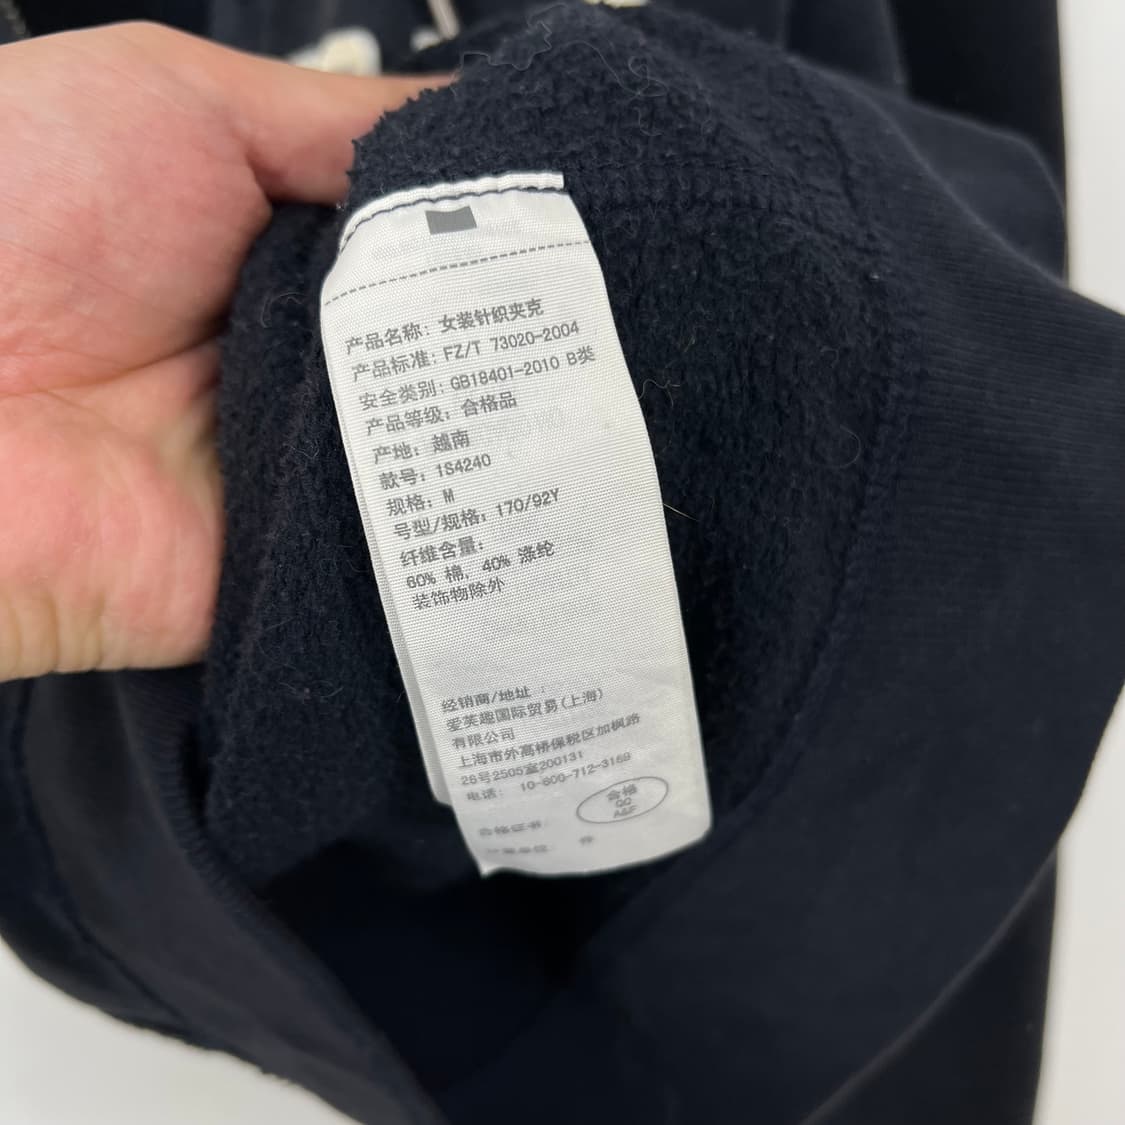 产品名称: 女装针织夹克
产品标准: FZ/T 73020-2004
安全类别: GB18401-2010 B类
产品等级: 合格品
产地: 越南
款号: 1S4240
规格: M
号型/规格: 170/92Y
纤维含量:
60% 棉, 40% 涤纶
装饰物除外
经销商/地址 :
爱芙趣国际贸易(上海)
有限公司
上海市外高桥保税区加枫路
26号2505室200131
电话: 10-800-712-3169
合格证书:
合格
QC
A&F
件